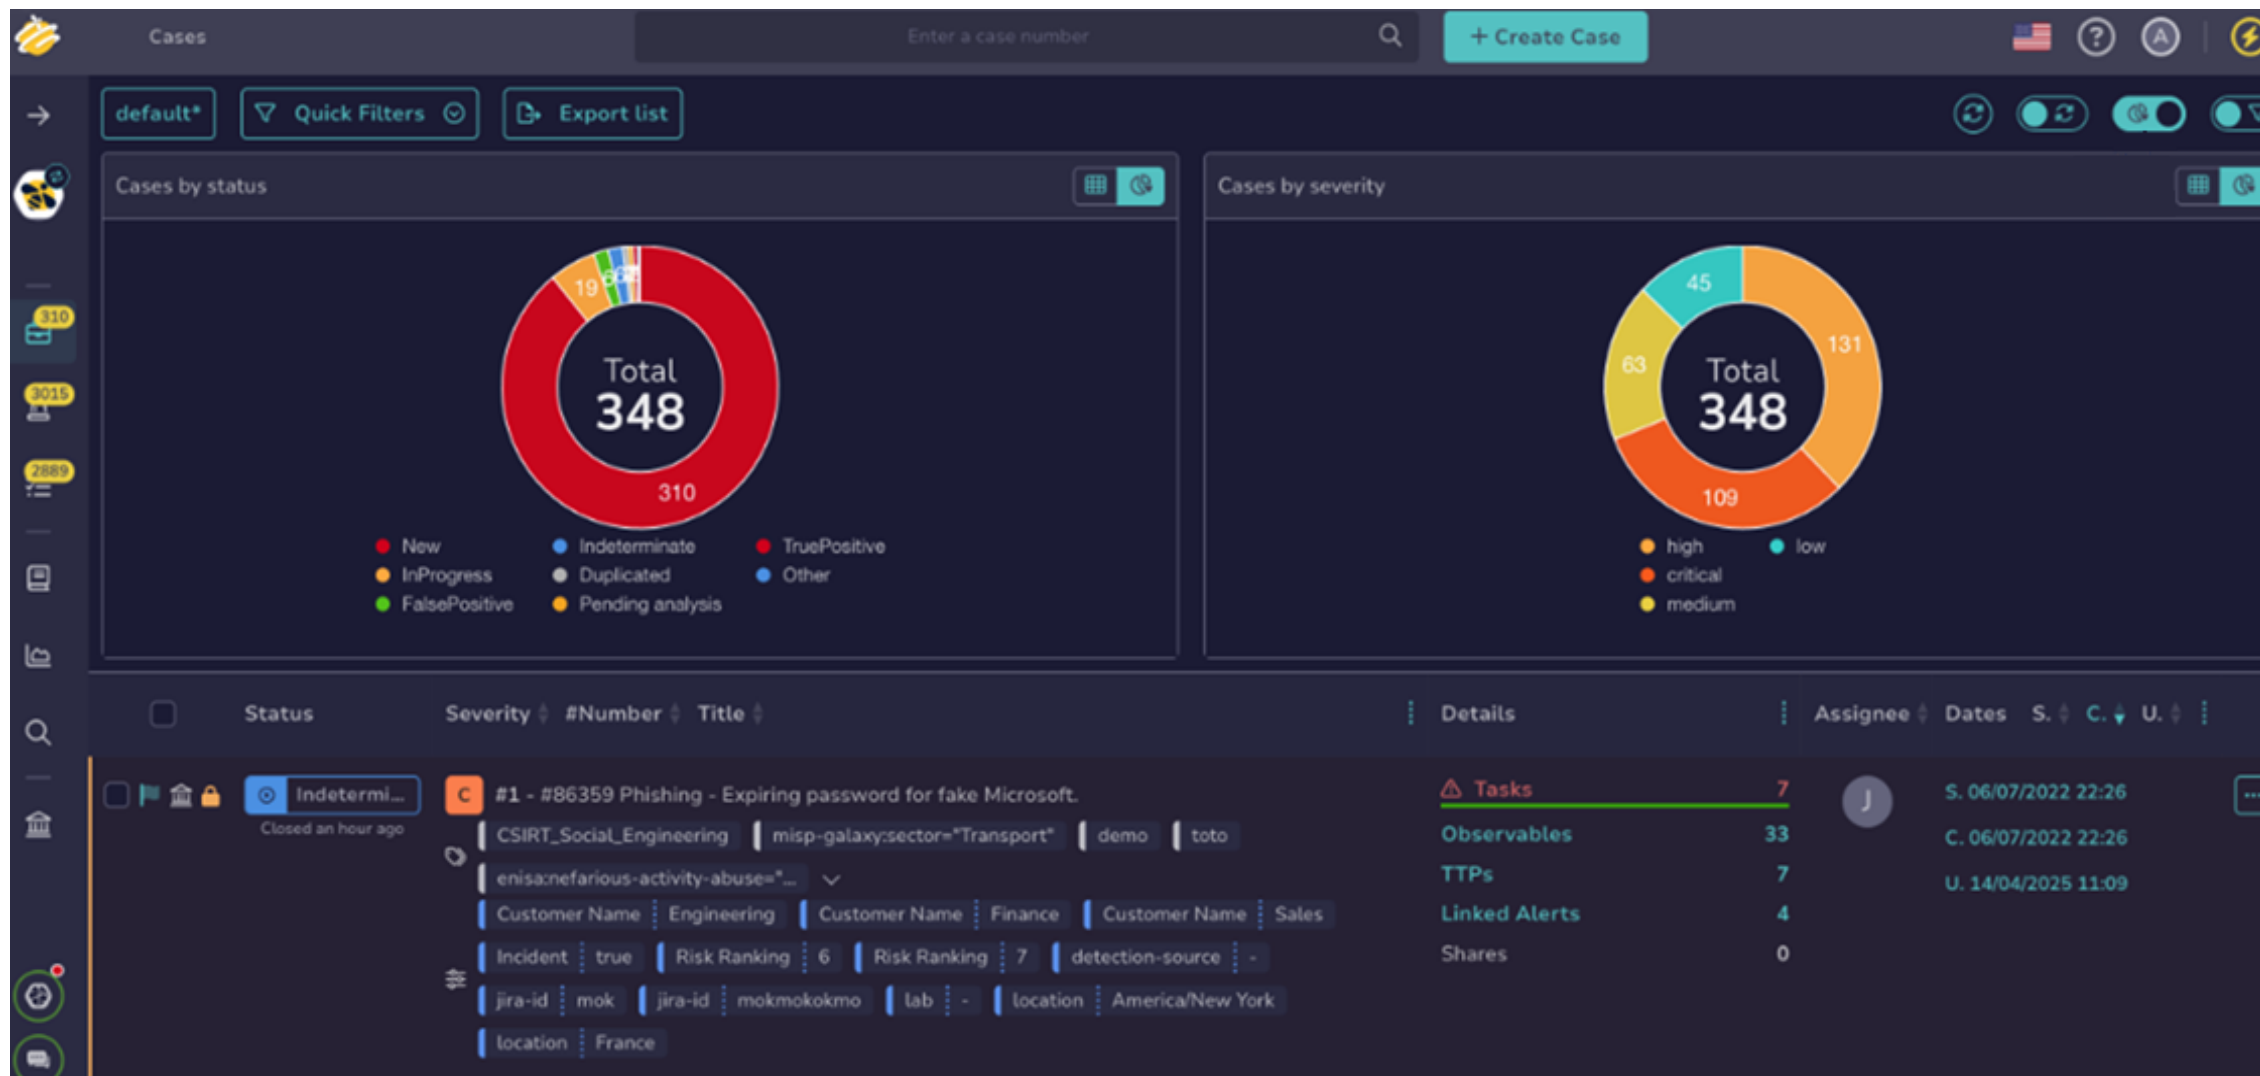 Cases
Enter a case number
+ Create Case
? A
default*
Quick Filters
Export list
Cases by status
Cases by severity
310
3015
2889
19
Total
348
310
New
Indeterminate
TruePositive
InProgress
Duplicated
Other
FalsePositive
Pending analysis
45
131
63
Total
348
109
high
low
critical
medium
Status
Severity
#Number
Title
Details
Assignee
Dates
S.
C.
U.
Indetermi...
Closed an hour ago
C
#1 - #86359 Phishing - Expiring password for fake Microsoft.
CSIRT_Social_Engineering
misp-galaxy:sector="Transport"
demo
toto
enisa:nefarious-activity-abuse="...
Customer Name Engineering
Customer Name Finance
Customer Name Sales
Incident true
Risk Ranking 6
Risk Ranking 7
detection-source -
jira-id mok
jira-id mokmokokmo
lab -
location America/New York
location France
Tasks 7
Observables 33
TTPs 7
Linked Alerts 4
Shares 0
J
S. 06/07/2022 22:26
C. 06/07/2022 22:26
U. 14/04/2025 11:09